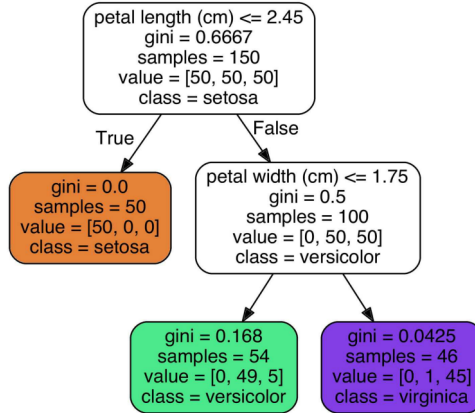 petal length (cm) <= 2.45
gini = 0.6667
samples = 150
value = [50, 50, 50]
class = setosa
True
False
gini = 0.0
samples = 50
value = [50, 0, 0]
class = setosa
petal width (cm) <= 1.75
gini = 0.5
samples = 100
value = [0, 50, 50]
class = versicolor
gini = 0.168
samples = 54
value = [0, 49, 5]
class = versicolor
gini = 0.0425
samples = 46
value = [0, 1, 45]
class = virginica